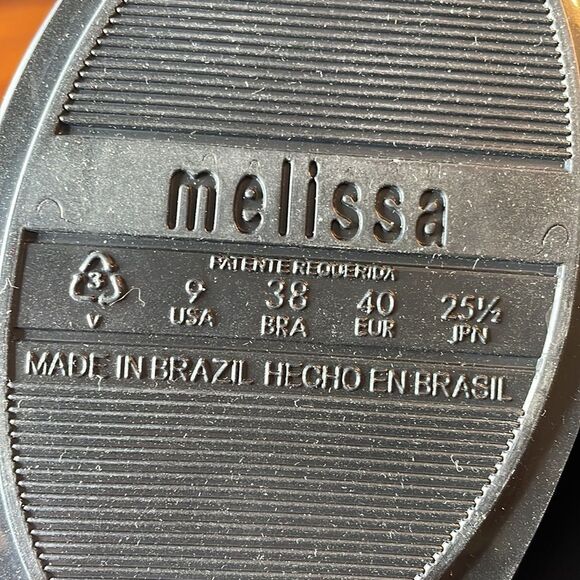 melissa
PATENTE REQUERIDA
3 9 38 40 25½
V USA BRA EUR JPN
MADE IN BRAZIL HECHO EN BRASIL